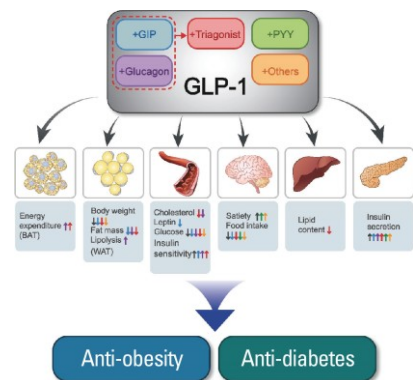 +GIP
+Triagonist
+PYY
+Glucagon
+Others
GLP-1
Energy
expenditure ↑↑
(BAT)
Body weight
↓↓↓↓
Fat mass ↓↓↓
Lipolysis ↑
(WAT)
Cholesterol ↓↓
Leptin ↓
Glucose ↓↓↓↓↓
Insulin
sensitivity ↑↑↑↑
Satiety ↑↑↑
Food intake
↓↓↓↓↓
Lipid
content ↓
Insulin
secretion
↑↑↑↑↑↑
Anti-obesity
Anti-diabetes